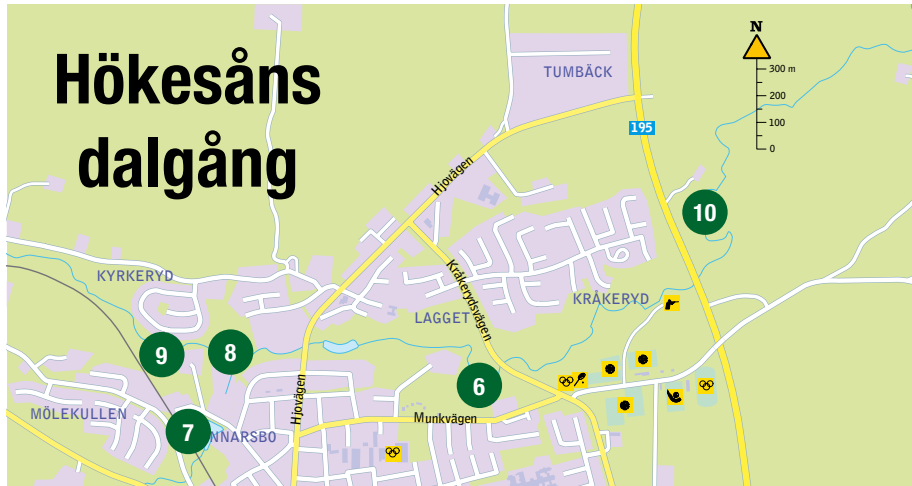 Hökesåns
dalgång
N
300 m
200
100
0
TUMBÄCK
195
Hjovägen
10
KYRKERYD
Kråkerydsvägen
KRÅKERYD
LAGGET
9
8
6
Hjovägen
MÖLEKULLEN
7
NNARSBO
Munkvägen